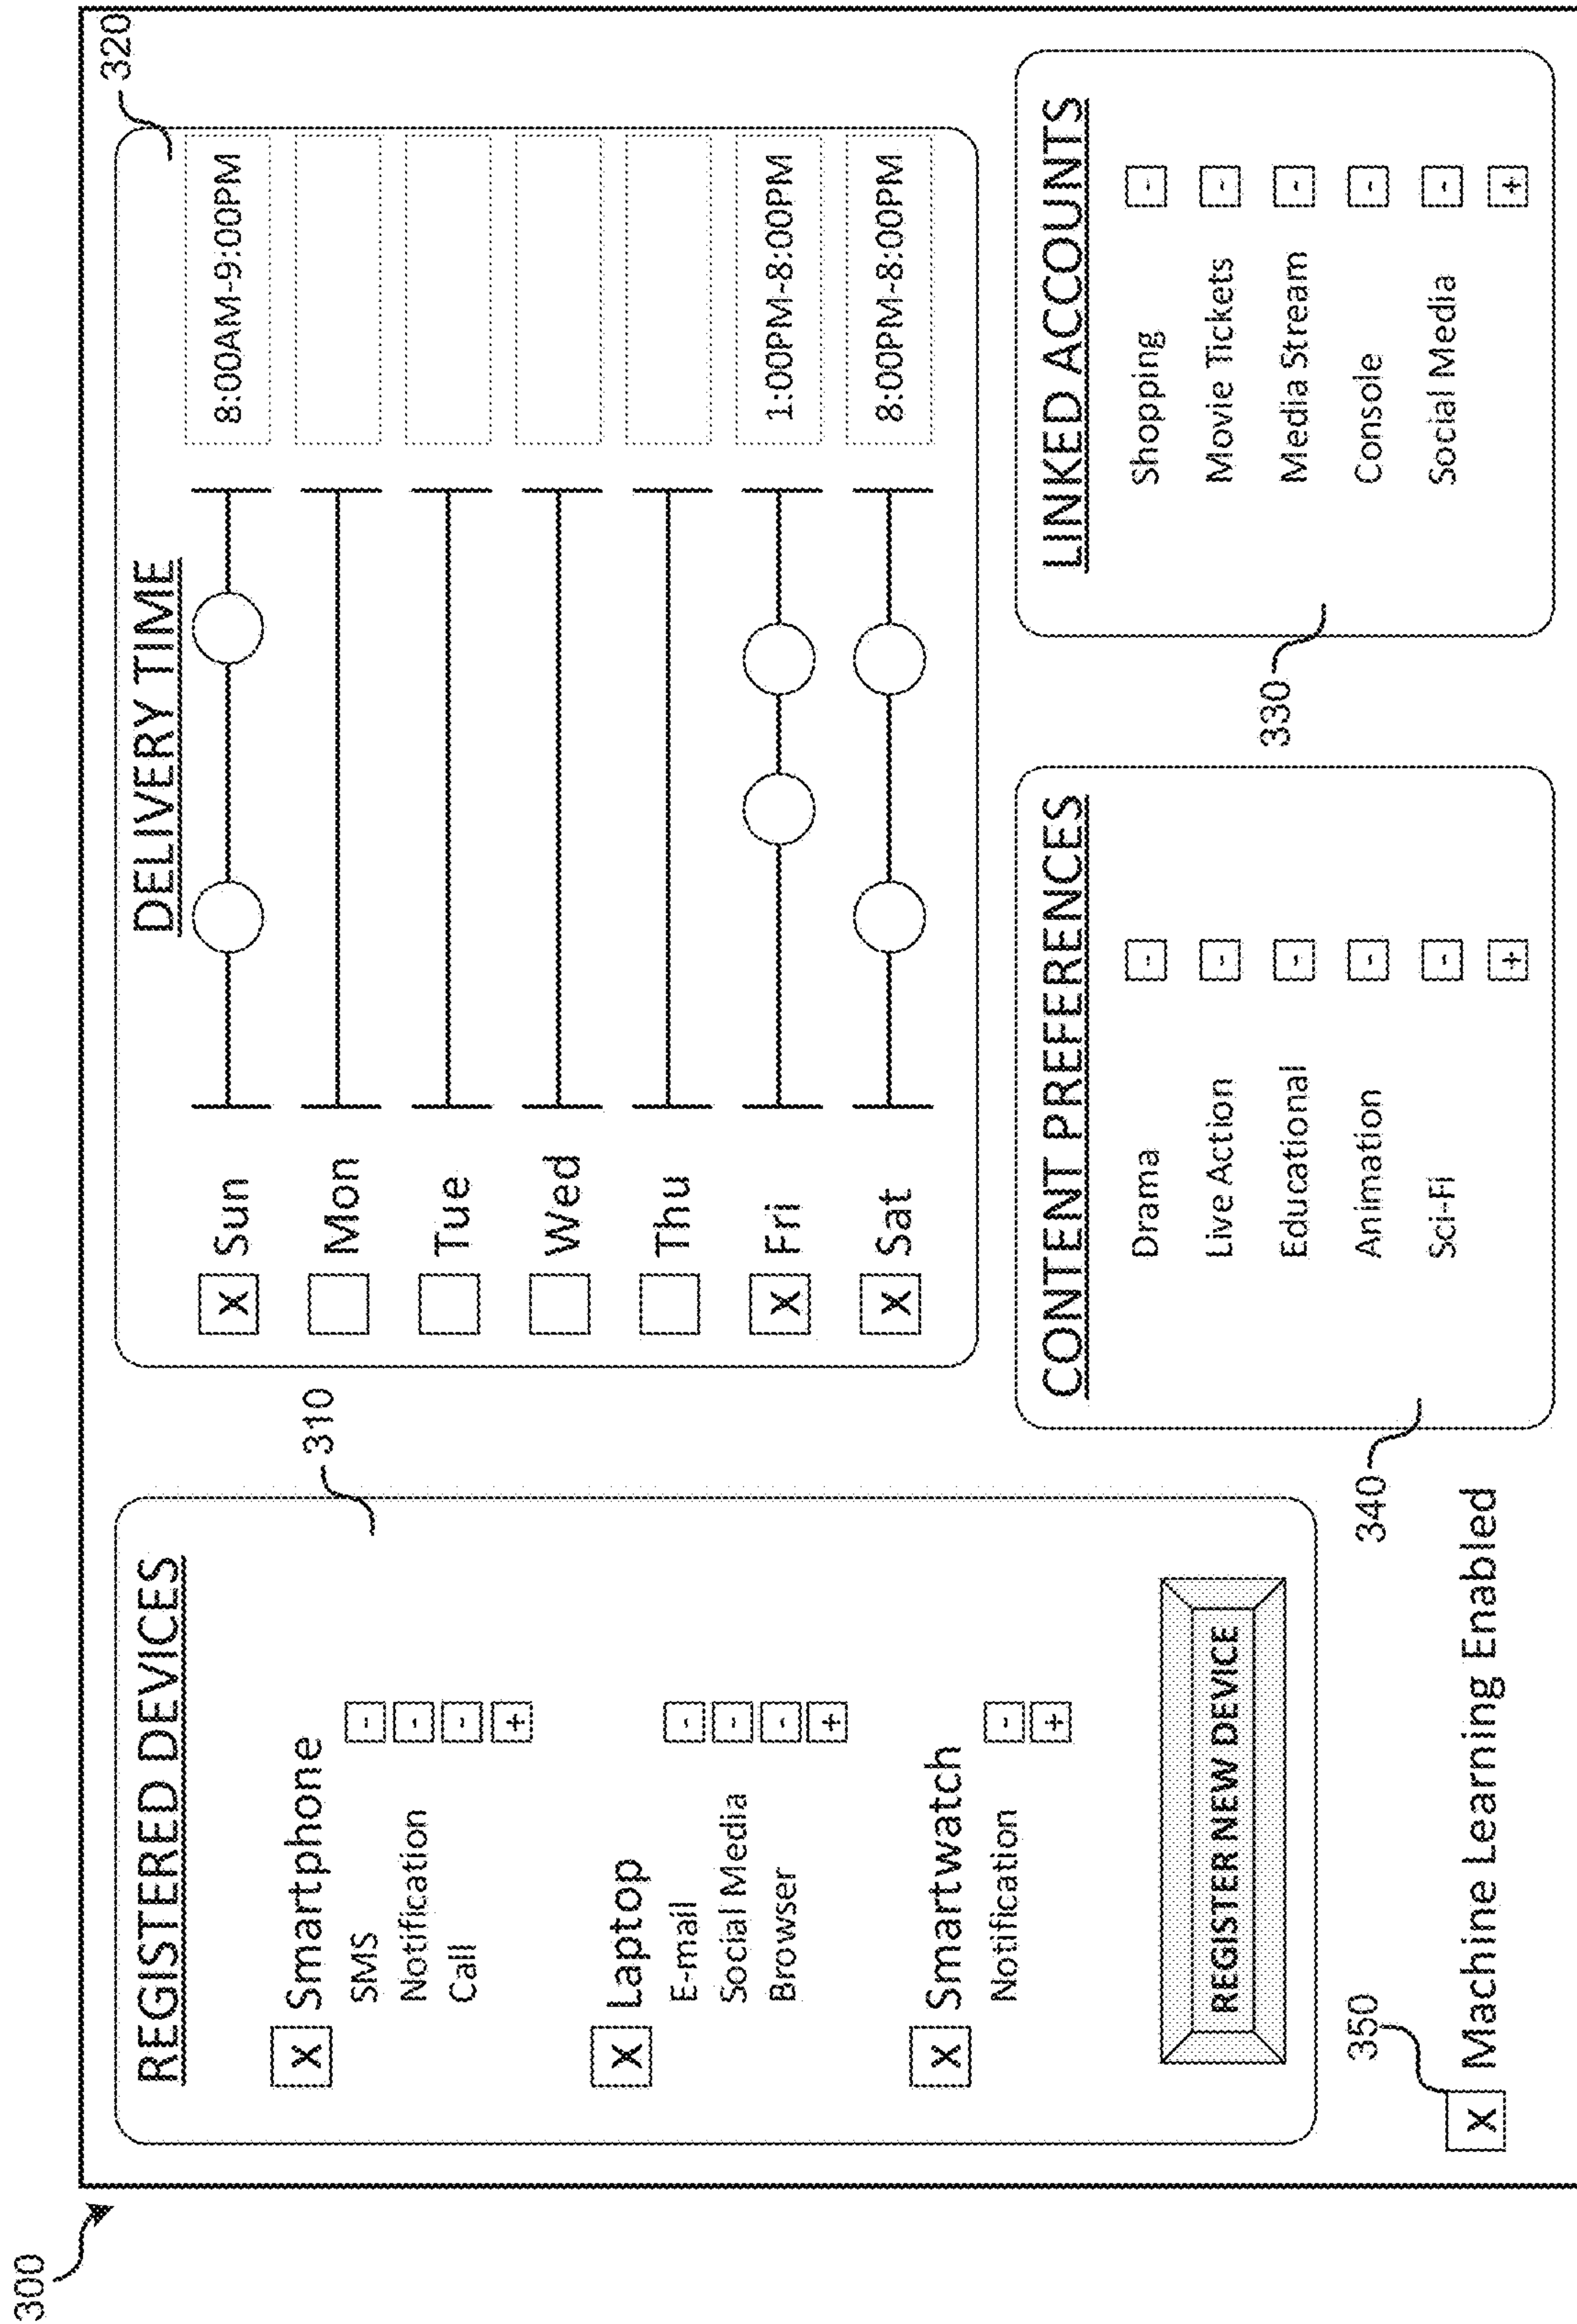 300
REGISTERED DEVICES
310
X Smartphone
SMS -
Notification -
Call -
+
X Laptop
E-mail -
Social Media -
Browser -
+
X Smartwatch
Notification -
+
REGISTER NEW DEVICE
350
X Machine Learning Enabled
320
DELIVERY TIME
X Sun 8:00AM-9:00PM
Mon
Tue
Wed
Thu
X Fri 1:00PM-8:00PM
X Sat 8:00PM-8:00PM
340
CONTENT PREFERENCES
Drama -
Live Action -
Educational -
Animation -
Sci-Fi -
+
330
LINKED ACCOUNTS
Shopping -
Movie Tickets -
Media Stream -
Console -
Social Media -
+